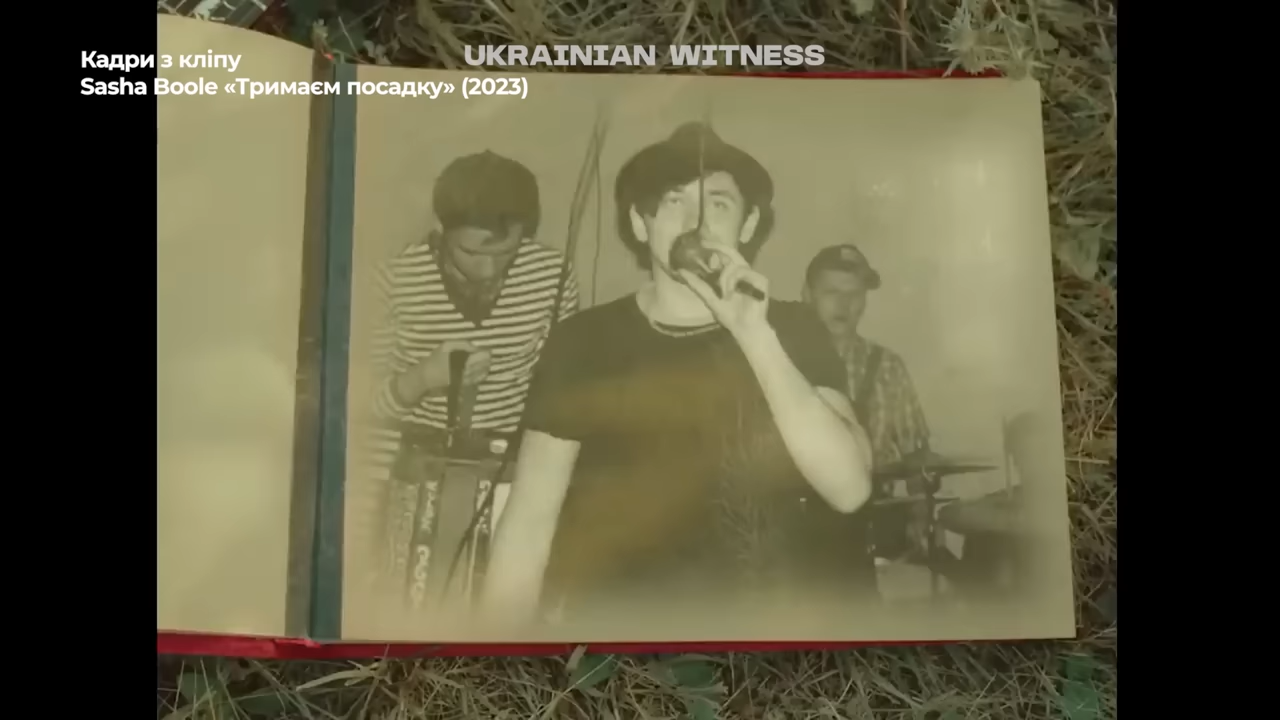 Кадри з кліпу
Sasha Boole «Тримаєм посадку» (2023)
UKRAINIAN WITNESS